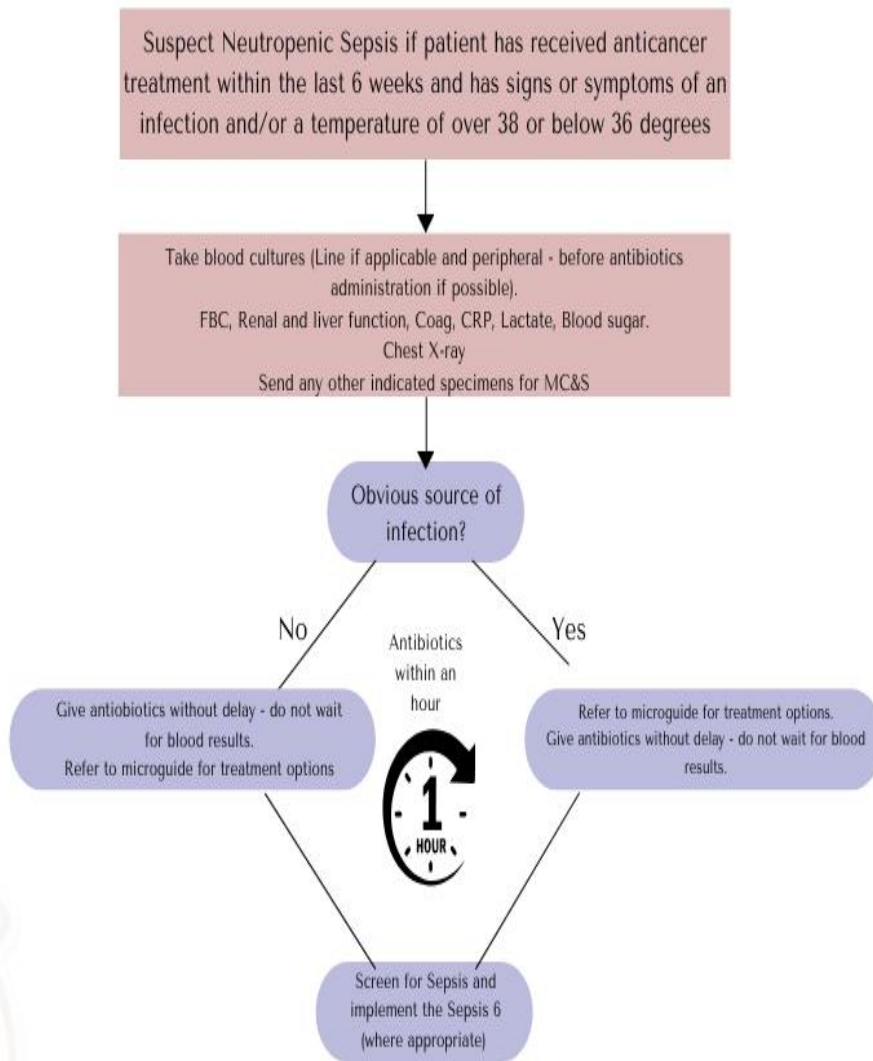 Suspect Neutropenic Sepsis if patient has received anticancer
treatment within the last 6 weeks and has signs or symptoms of an
infection and/or a temperature of over 38 or below 36 degrees
Take blood cultures (Line if applicable and peripheral - before antibiotics
administration if possible).
FBC, Renal and liver function, Coag, CRP, Lactate, Blood sugar.
Chest X-ray
Send any other indicated specimens for MC&S
Obvious source of
infection?
No
Yes
Antibiotics
within an
hour
Give antiobiotics without delay - do not wait
for blood results.
Refer to microguide for treatment options
1
HOUR
Refer to microguide for treatment options.
Give antibiotics without delay - do not wait for blood
results.
Screen for Sepsis and
implement the Sepsis 6
(where appropriate)